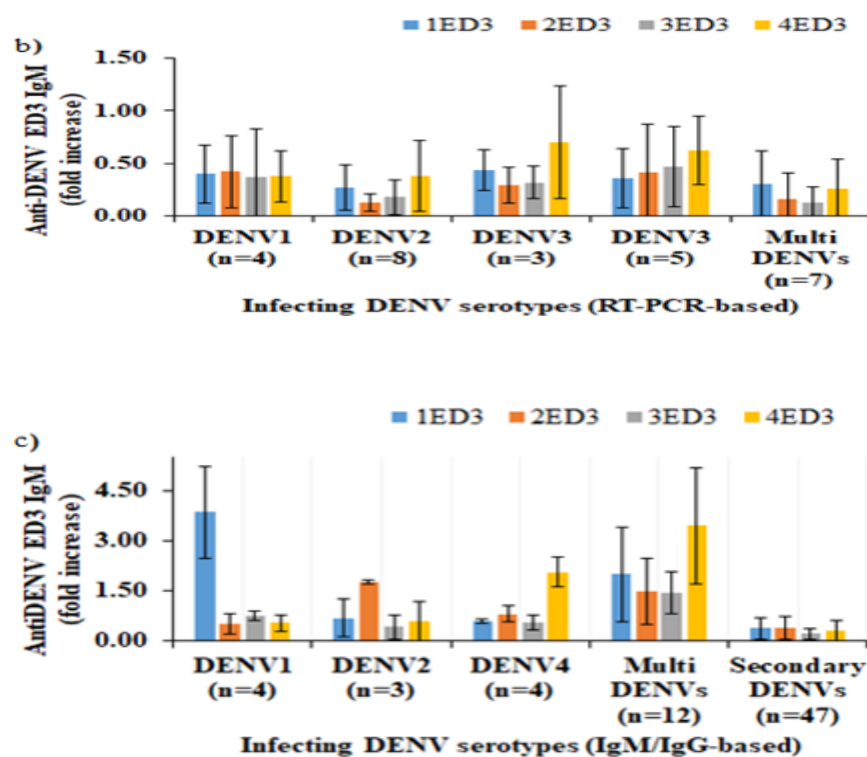 b)
1ED3 2ED3 3ED3 4ED3
Anti-DENV ED3 IgM
(fold increase)
1.50
1.00
0.50
0.00
DENV1 DENV2 DENV3 DENV3 Multi
(n=4) (n=8) (n=3) (n=5) DENVs
(n=7)
Infecting DENV serotypes (RT-PCR-based)
c)
1ED3 2ED3 3ED3 4ED3
AntiDENV ED3 IgM
(fold increase)
4.50
3.00
1.50
0.00
DENV1 DENV2 DENV4 Multi Secondary
(n=4) (n=3) (n=4) DENVs DENVs
(n=12) (n=47)
Infecting DENV serotypes (IgM/IgG-based)